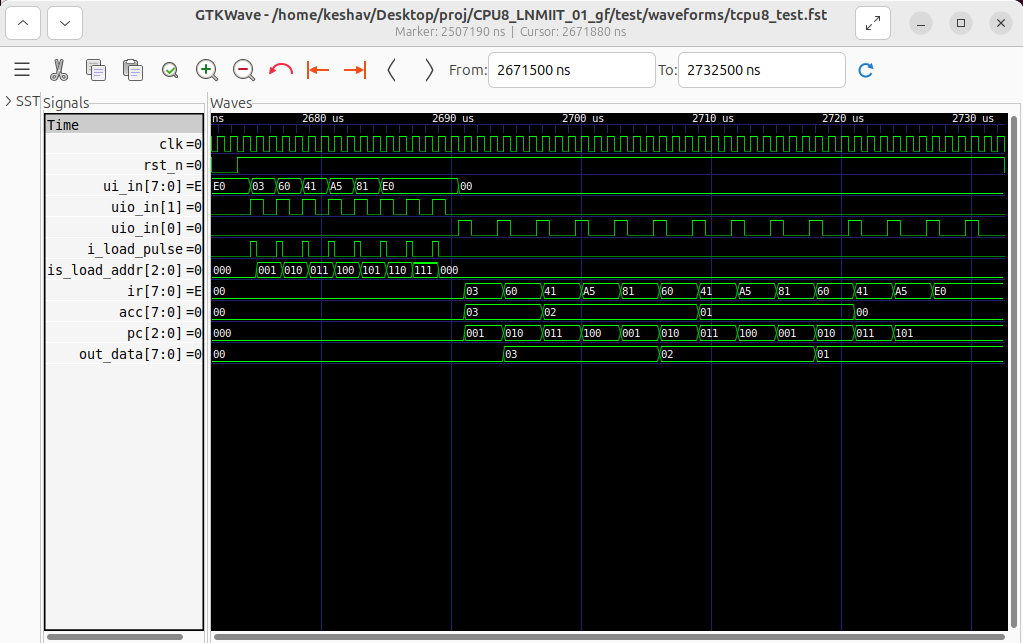 GTKWave - /home/keshav/Desktop/proj/CPU8_LNMIIT_01_gf/test/waveforms/tcpu8_test.fst
Marker: 2507190 ns | Cursor: 2671880 ns
From: 2671500 ns To: 2732500 ns
SST Signals Waves
Time ns 2680 us 2690 us 2700 us 2710 us 2720 us 2730 us
clk =0
rst_n =0
ui_in[7:0] =E E0 03 60 41 A5 81 E0 00
uio_in[1] =0
uio_in[0] =0
i_load_pulse =0
is_load_addr[2:0] =0 000 001 010 011 100 101 110 111 000
ir[7:0] =E 00 03 60 41 A5 81 60 41 A5 81 60 41 A5 E0
acc[7:0] =0 00 03 02 01 00
pc[2:0] =0 000 001 010 011 100 001 010 011 100 001 010 011 101
out_data[7:0] =0 00 03 02 01